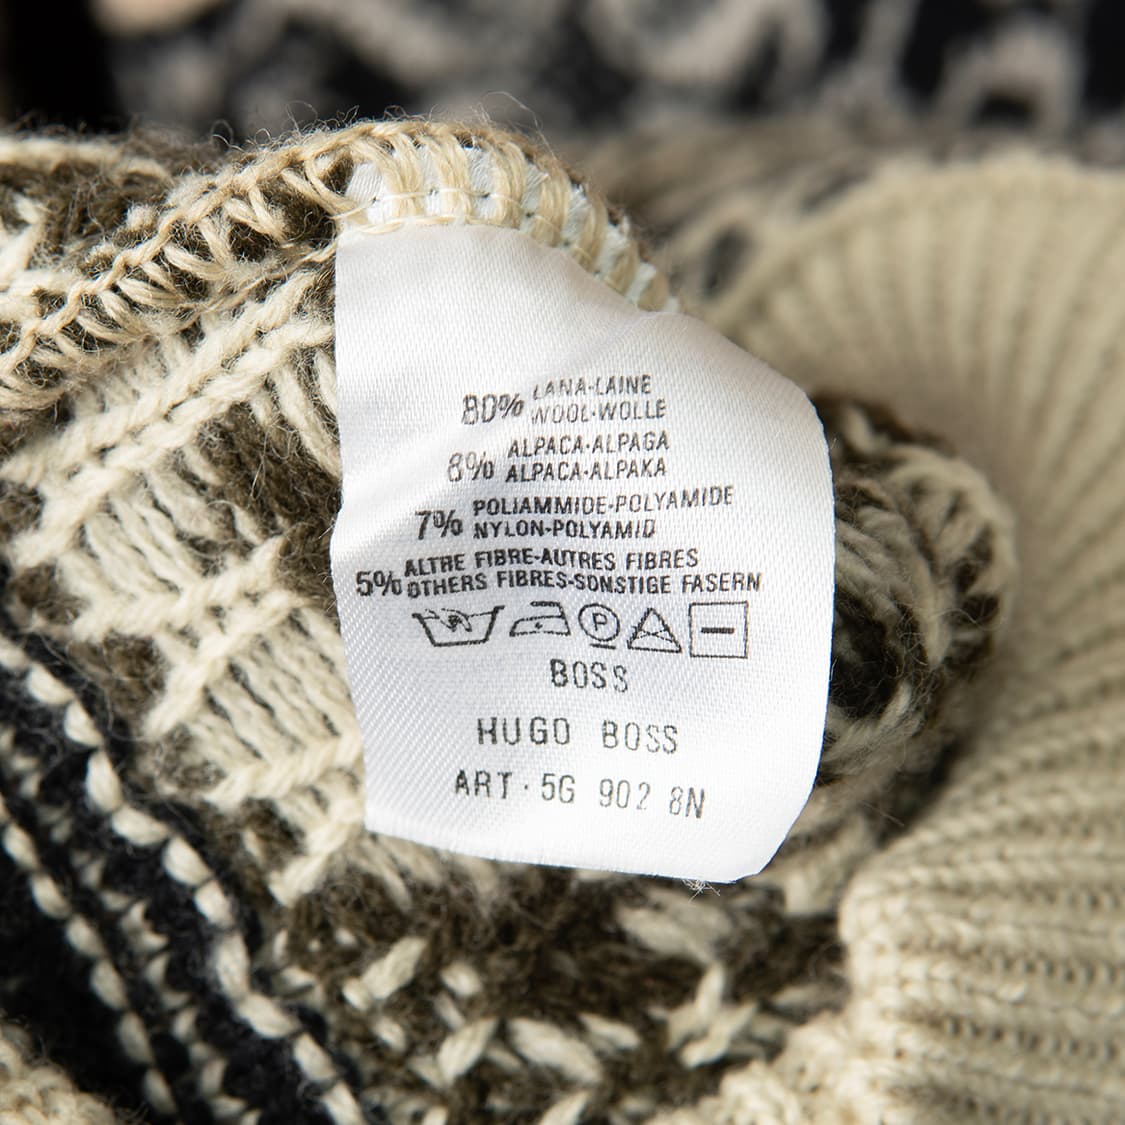 80% LANA-LAINE
WOOL-WOLLE
8% ALPACA-ALPAGA
ALPACA-ALPAKA
7% POLIAMMIDE-POLYAMIDE
NYLON-POLYAMID
5% ALTRE FIBRE-AUTRES FIBRES
OTHERS FIBRES-SONSTIGE FASERN
P
BOSS
HUGO BOSS
ART·5G 902 8N